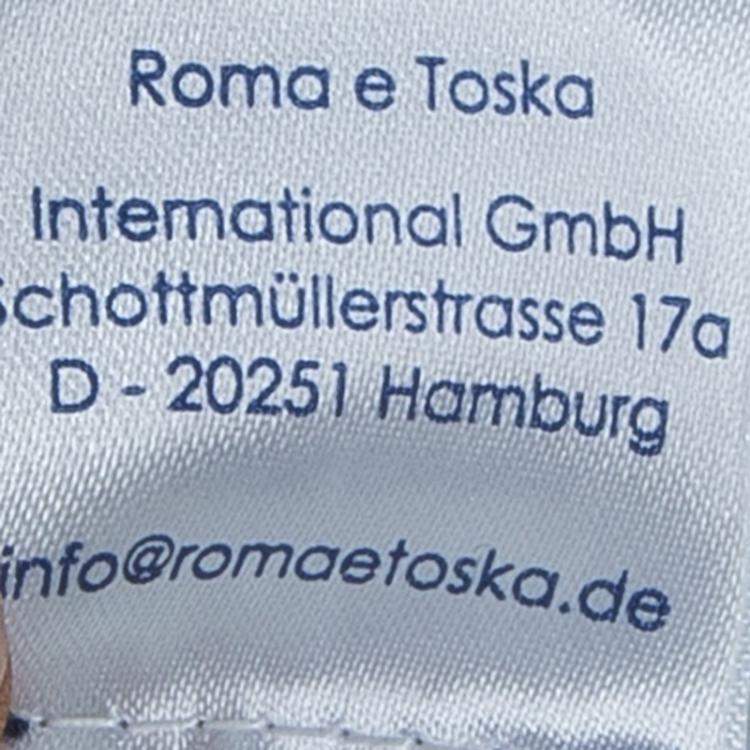 Roma e Toska
International GmbH
Schottmüllerstrasse 17a
D - 20251 Hamburg
info@romaetoska.de